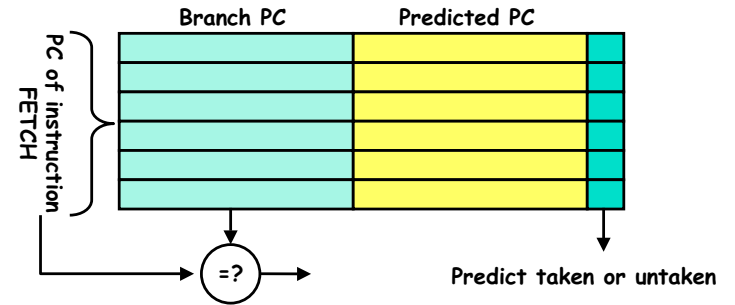 Branch PC
Predicted PC
PC of instruction
FETCH
=?
Predict taken or untaken